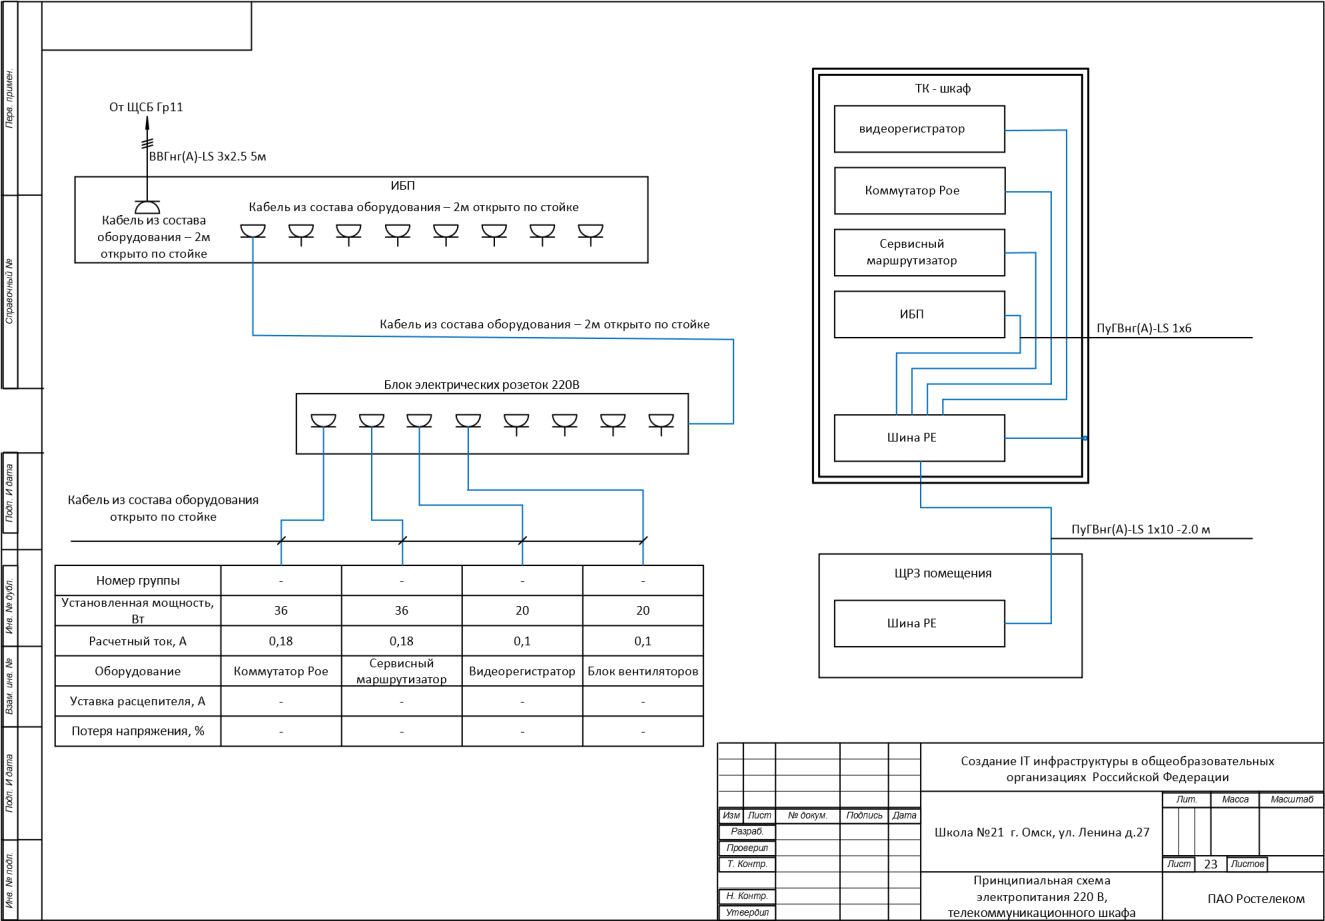 Перв. примен.
Справочный №
Подп. И дата
Инв. № дубл.
Взам. инв. №
Подп. И дата
Инв. № подл.
От ЩСБ Гр11
ВВГнг(А)-LS 3х2.5 5м
ИБП
Кабель из состава оборудования – 2м открыто по стойке
Кабель из состава
оборудования – 2м
открыто по стойке
Кабель из состава оборудования – 2м открыто по стойке
Блок электрических розеток 220В
Кабель из состава оборудования
открыто по стойке
Номер группы - - - -
Установленная мощность,
Вт
36 36 20 20
Расчетный ток, А 0,18 0,18 0,1 0,1
Оборудование Коммутатор Рое Сервисный
маршрутизатор
Видеорегистратор Блок вентиляторов
Уставка расцепителя, А - - - -
Потеря напряжения, % - - - -
ТК - шкаф
видеорегистратор
Коммутатор Рое
Сервисный
маршрутизатор
ИБП
ПуГВнг(А)-LS 1х6
Шина РЕ
ПуГВнг(А)-LS 1х10 -2.0 м
ЩРЗ помещения
Шина РЕ
Создание IT инфраструктуры в общеобразовательных
организациях Российской Федерации
Изм Лист № докум. Подпись Дата
Разраб.
Проверил
Т. Контр.
Н. Контр.
Утвердил
Школа №21 г. Омск, ул. Ленина д.27
Лит. Масса Масштаб
Лист 23 Листов
Принципиальная схема
электропитания 220 В,
телекоммуникационного шкафа
ПАО Ростелеком